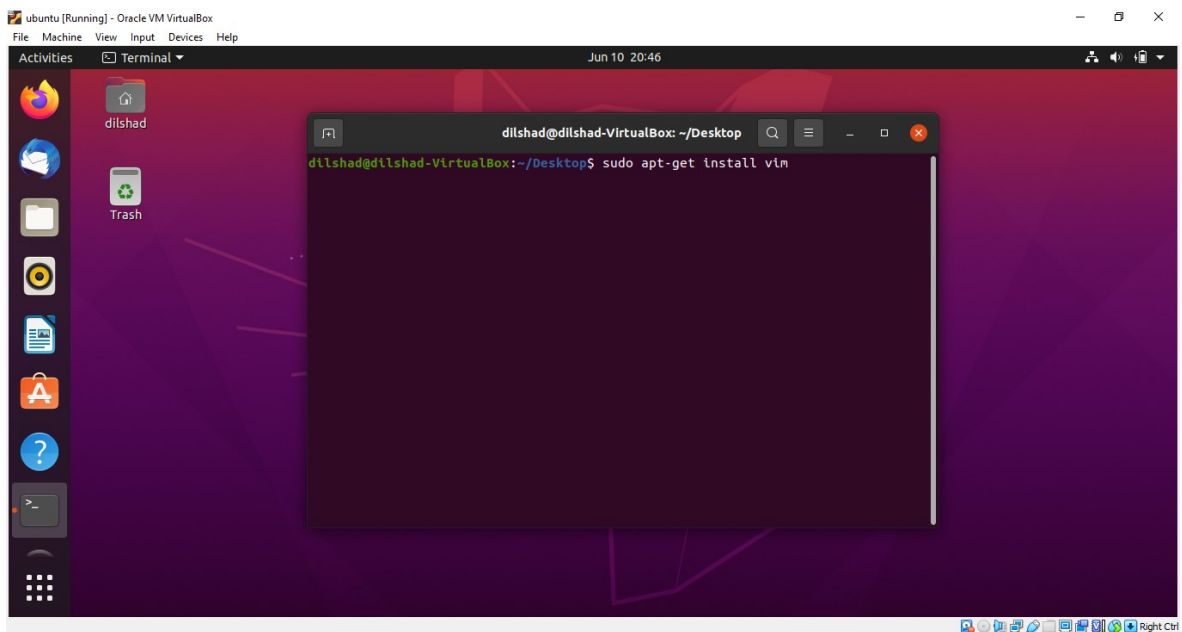 ubuntu [Running] - Oracle VM VirtualBox
File Machine View Input Devices Help
Activities Terminal Jun 10 20:46
dilshad
Trash
dilshad@dilshad-VirtualBox: ~/Desktop
dilshad@dilshad-VirtualBox:~/Desktop$ sudo apt-get install vim
Right Ctrl